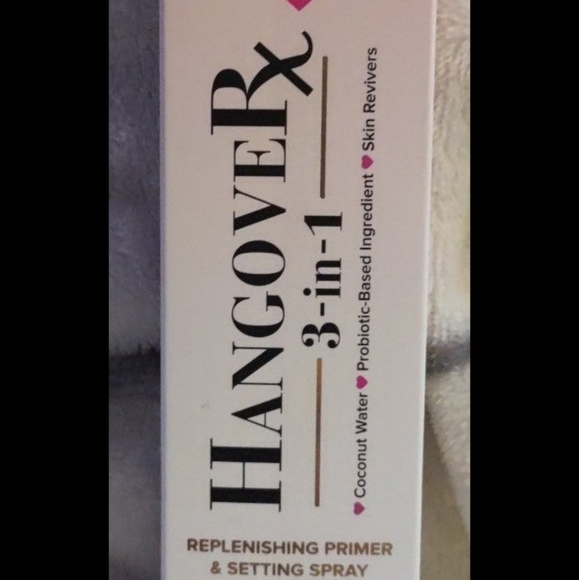 HANGOVERX
3-in-1
♥ Coconut Water ♥ Probiotic-Based Ingredient ♥ Skin Revivers
REPLENISHING PRIMER
& SETTING SPRAY